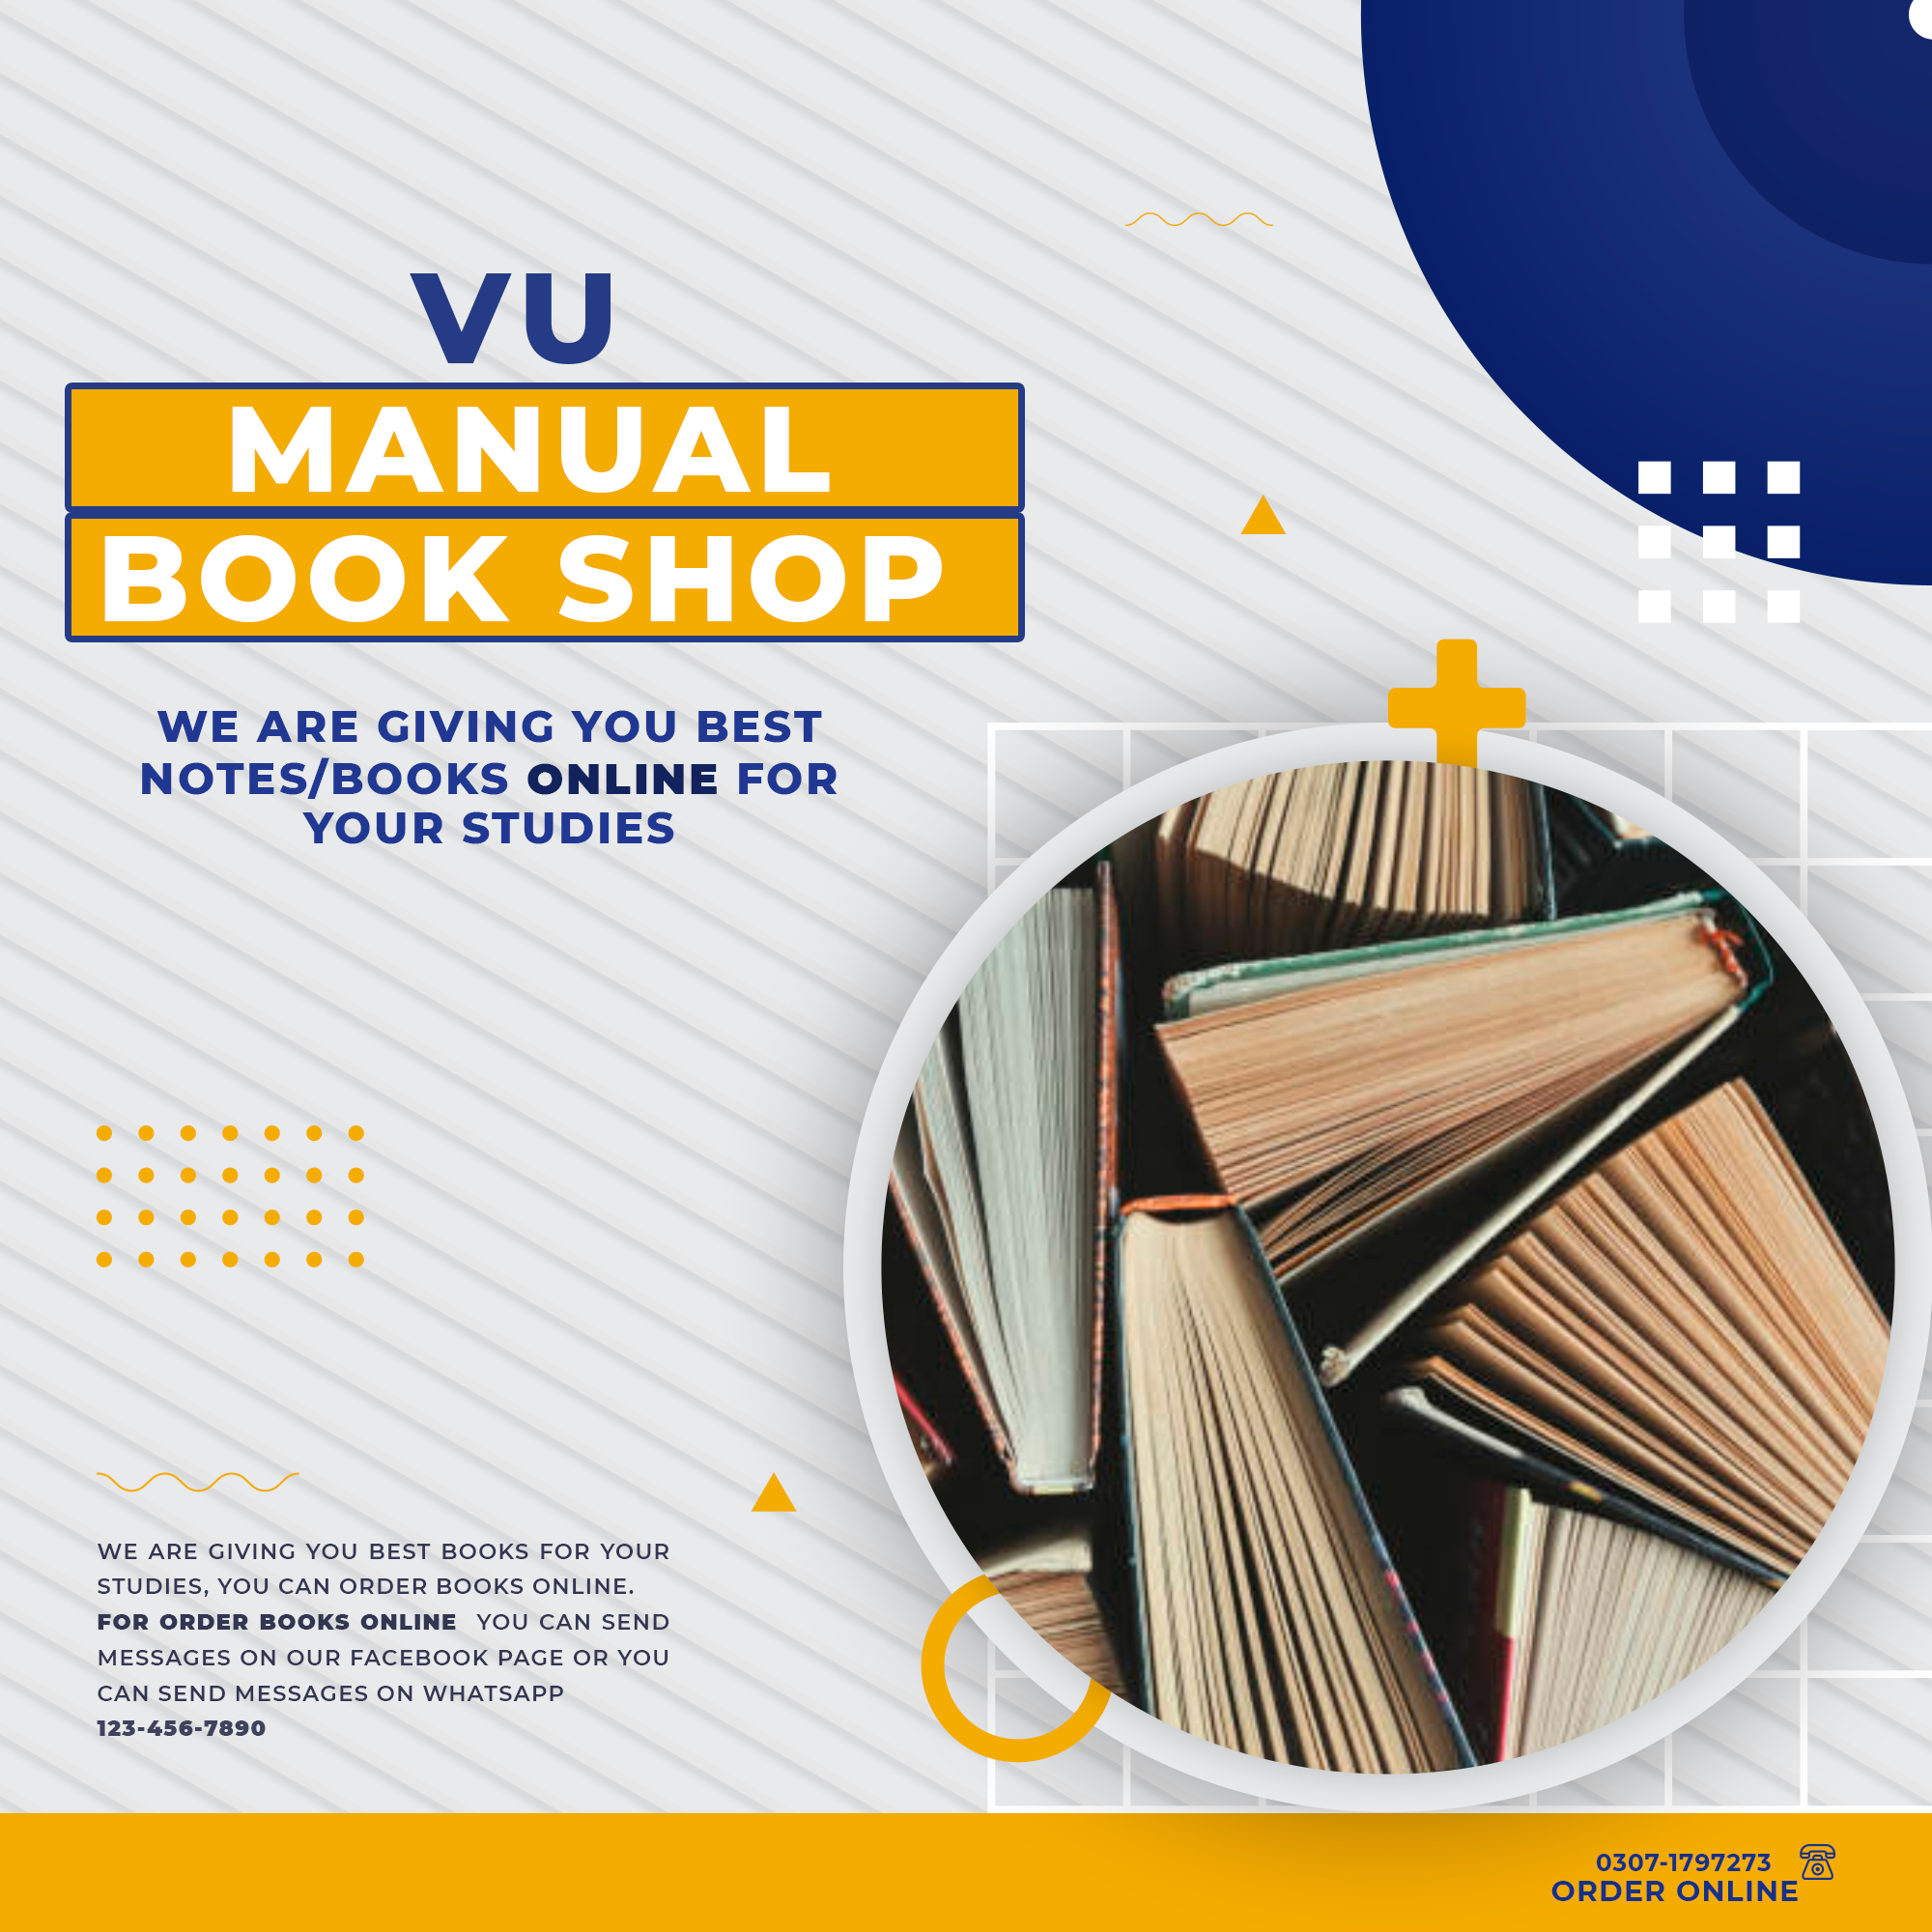 VU
MANUAL
BOOK SHOP
WE ARE GIVING YOU BEST
NOTES/BOOKS ONLINE FOR
YOUR STUDIES
WE ARE GIVING YOU BEST BOOKS FOR YOUR
STUDIES, YOU CAN ORDER BOOKS ONLINE.
FOR ORDER BOOKS ONLINE YOU CAN SEND
MESSAGES ON OUR FACEBOOK PAGE OR YOU
CAN SEND MESSAGES ON WHATSAPP
123-456-7890
0307-1797273
ORDER ONLINE